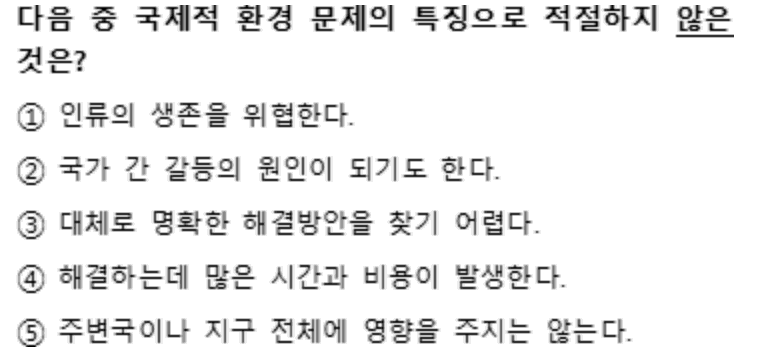 다음 중 국제적 환경 문제의 특징으로 적절하지 않은
것은?
① 인류의 생존을 위협한다.
② 국가 간 갈등의 원인이 되기도 한다.
③ 대체로 명확한 해결방안을 찾기 어렵다.
④ 해결하는데 많은 시간과 비용이 발생한다.
⑤ 주변국이나 지구 전체에 영향을 주지는 않는다.